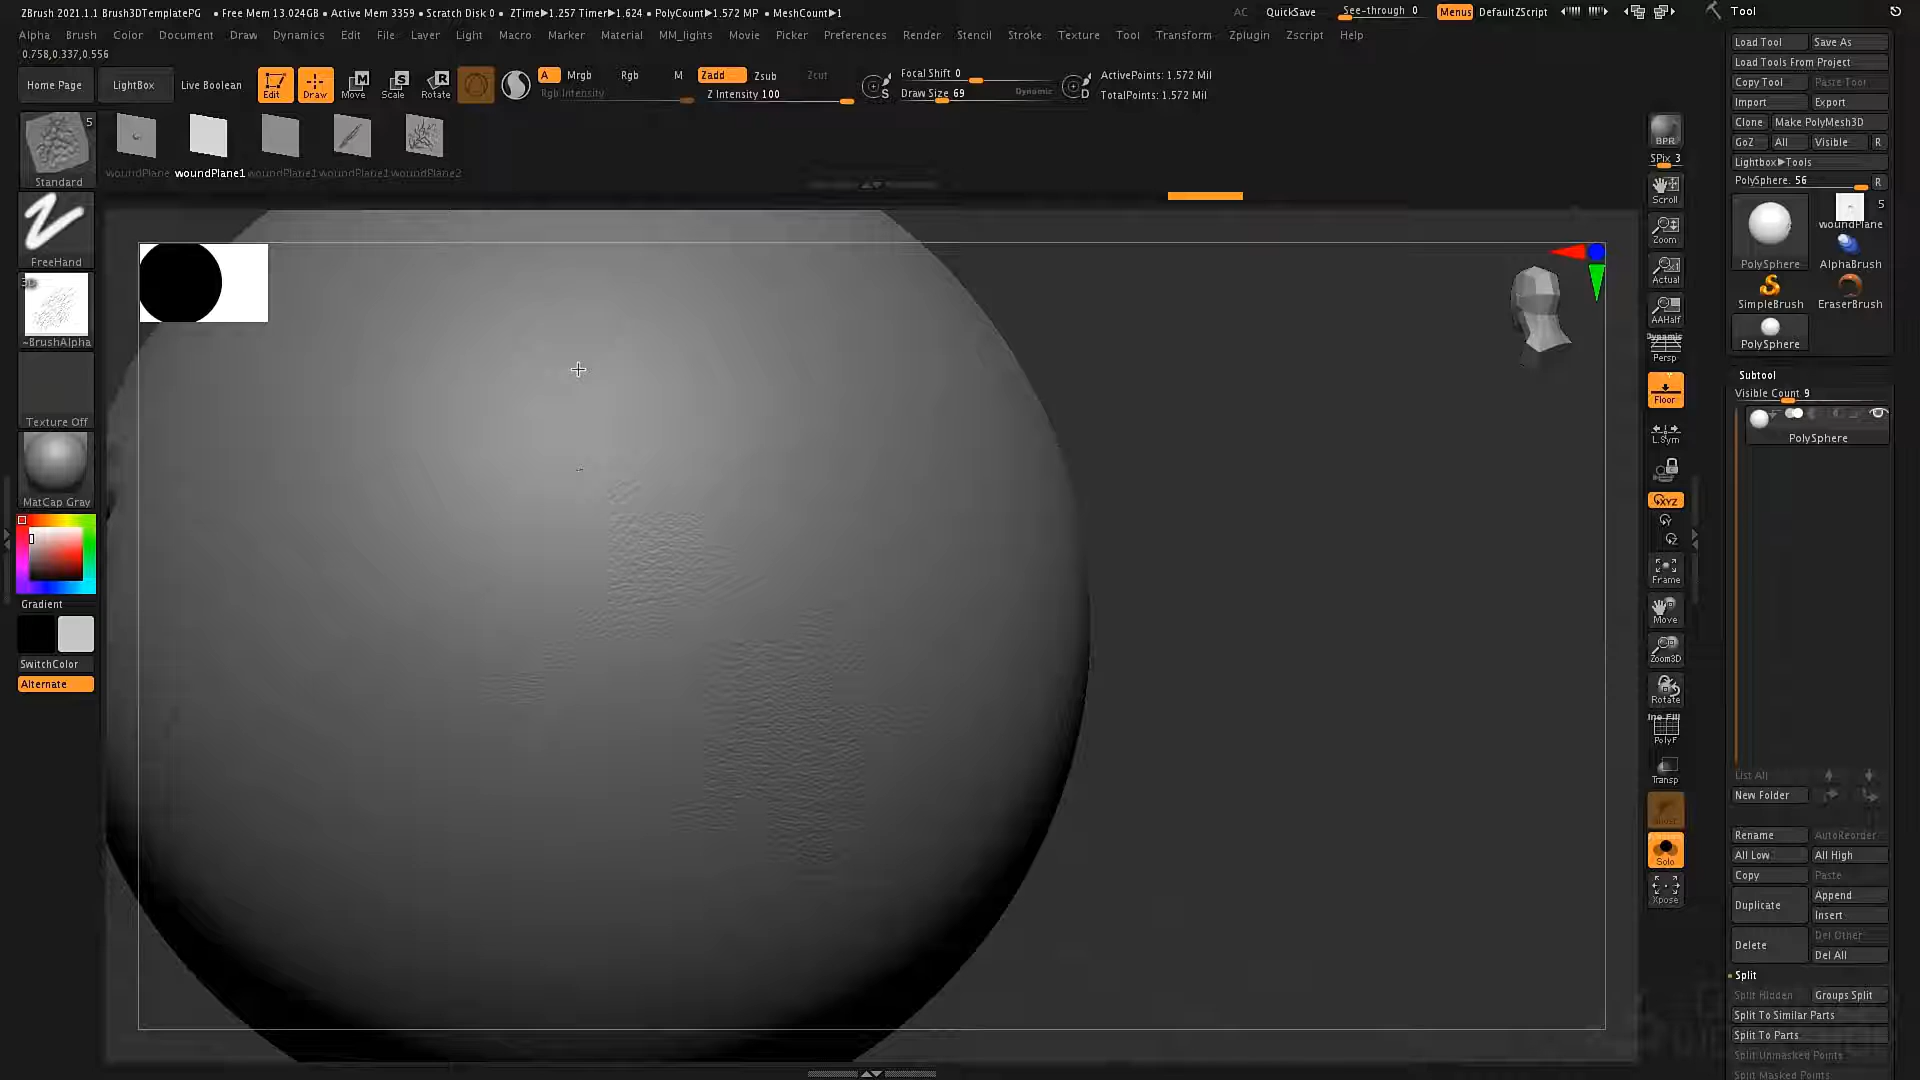 ZBrush 2021.1.1 Brush3DTemplatePG • Free Mem 13.024GB • Active Mem 3359 • Scratch Disk 0 • ZTime▶1.257 Timer▶1.624 • PolyCount▶1.572 MP • MeshCount▶1
AC QuickSave See-through 0 Menus DefaultZScript
Tool
Alpha Brush Color Document Draw Dynamics Edit File Layer Light Macro Marker Material MM_lights Movie Picker Preferences Render Stencil Stroke Texture Tool Transform Zplugin Zscript Help
0.758,0.337,0.556
Home Page LightBox Live Boolean Edit Draw Move Scale Rotate
A Mrgb Rgb M Zadd Zsub Zcut
Rgb Intensity Z Intensity 100
Focal Shift 0
Draw Size 69 Dynamic
ActivePoints: 1.572 Mil
TotalPoints: 1.572 Mil
S D
5
Standard
woundPlane woundPlane1 woundPlane1 woundPlane1 woundPlane2
FreeHand
~BrushAlpha
Texture Off
MatCap Gray
Gradient
SwitchColor
Alternate
BPR
SPix 3
Scroll
Zoom
Actual
AAHalf
Dynamic
Persp
Floor
L.Sym
XYZ
Frame
Move
Zoom3D
Rotate
PolyF
Transp
Solo
Xpose
Load Tool Save As
Load Tools From Project
Copy Tool Paste Tool
Import Export
Clone Make PolyMesh3D
GoZ All Visible R
Lightbox▶Tools
PolySphere. 56 R
5
PolySphere woundPlane
AlphaBrush
SimpleBrush EraserBrush
PolySphere
Subtool
Visible Count 9
PolySphere
List All
New Folder
Rename AutoReorder
All Low All High
Copy Paste
Duplicate Append
Insert
Delete Del Other
Del All
Split
Split Hidden Groups Split
Split To Similar Parts
Split To Parts
Split Unmasked Points
Split Masked Points